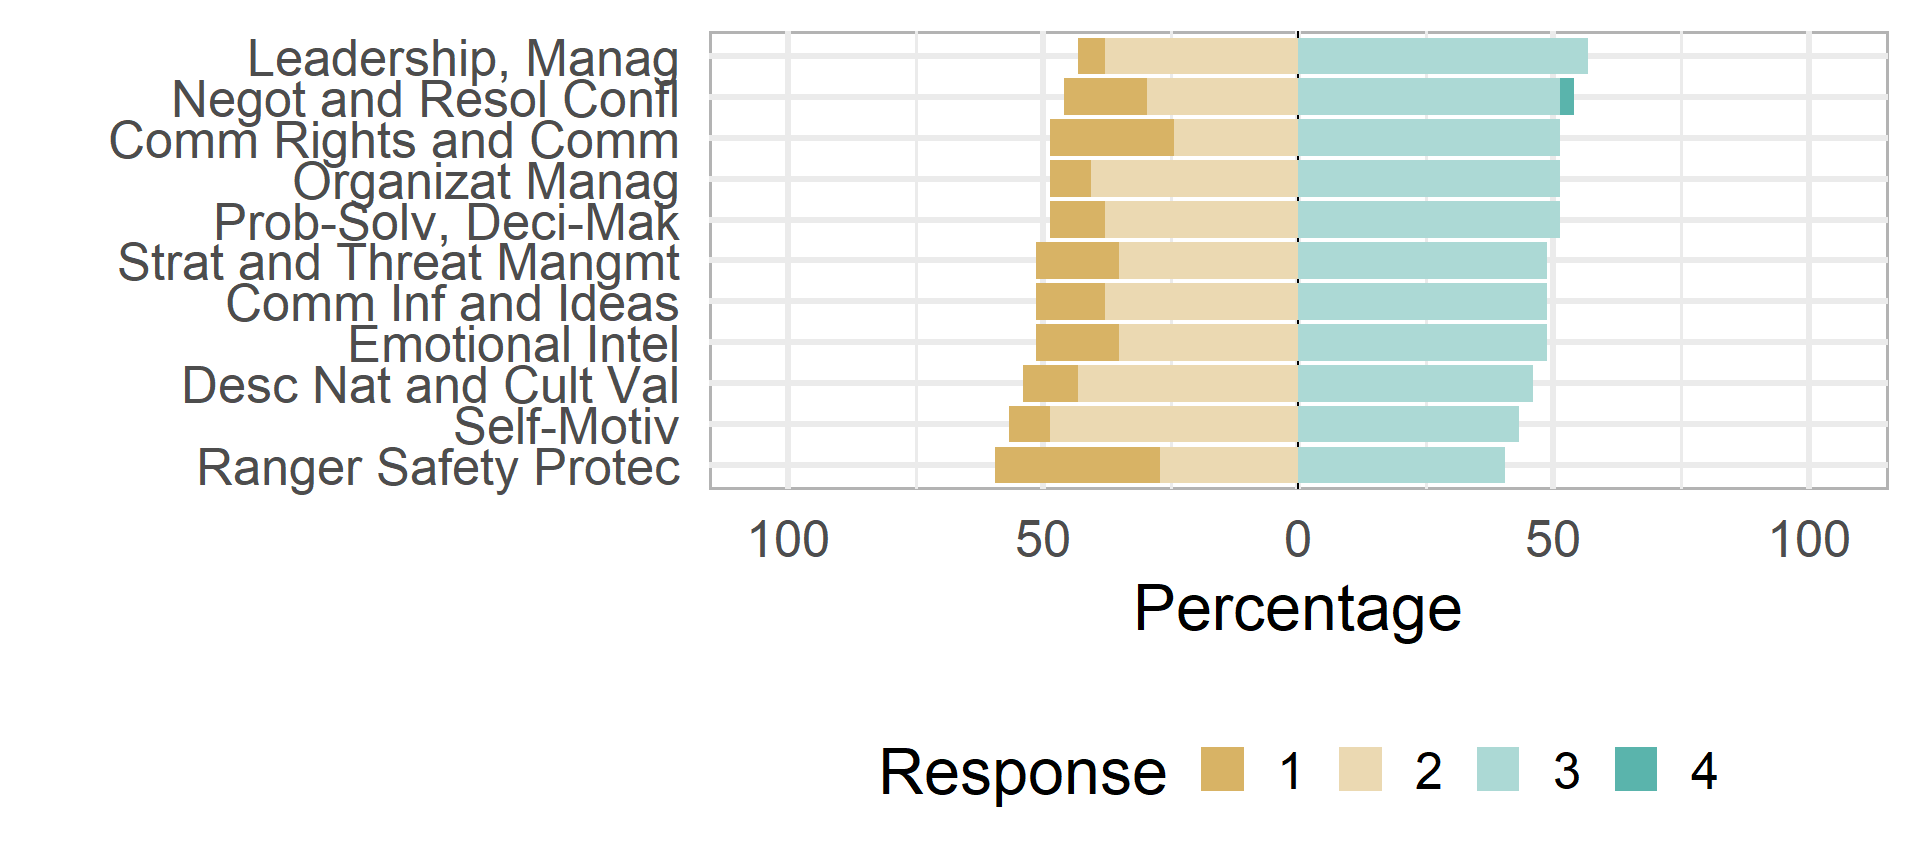 Leadership, Manag
Negot and Resol Confl
Comm Rights and Comm
Organizat Manag
Prob-Solv, Deci-Mak
Strat and Threat Mangmt
Comm Inf and Ideas
Emotional Intel
Desc Nat and Cult Val
Self-Motiv
Ranger Safety Protec
100 50 0 50 100
Percentage
Response 1 2 3 4